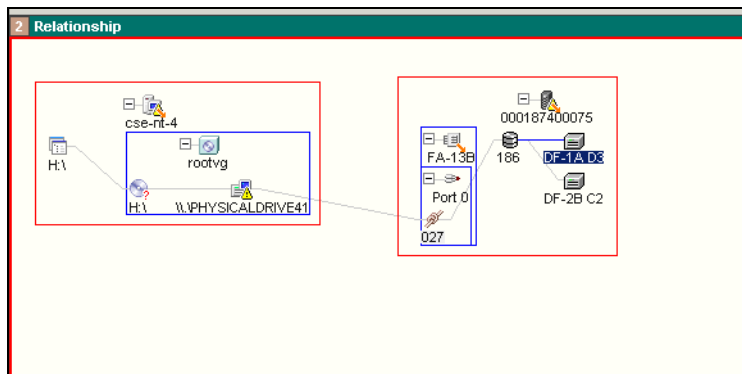 2 Relationship
cse-nt-4
H:\
rootvg
H:\ \\.\PHYSICALDRIVE41
000187400075
FA-13B
186
DF-1A D3
Port 0
DF-2B C2
027